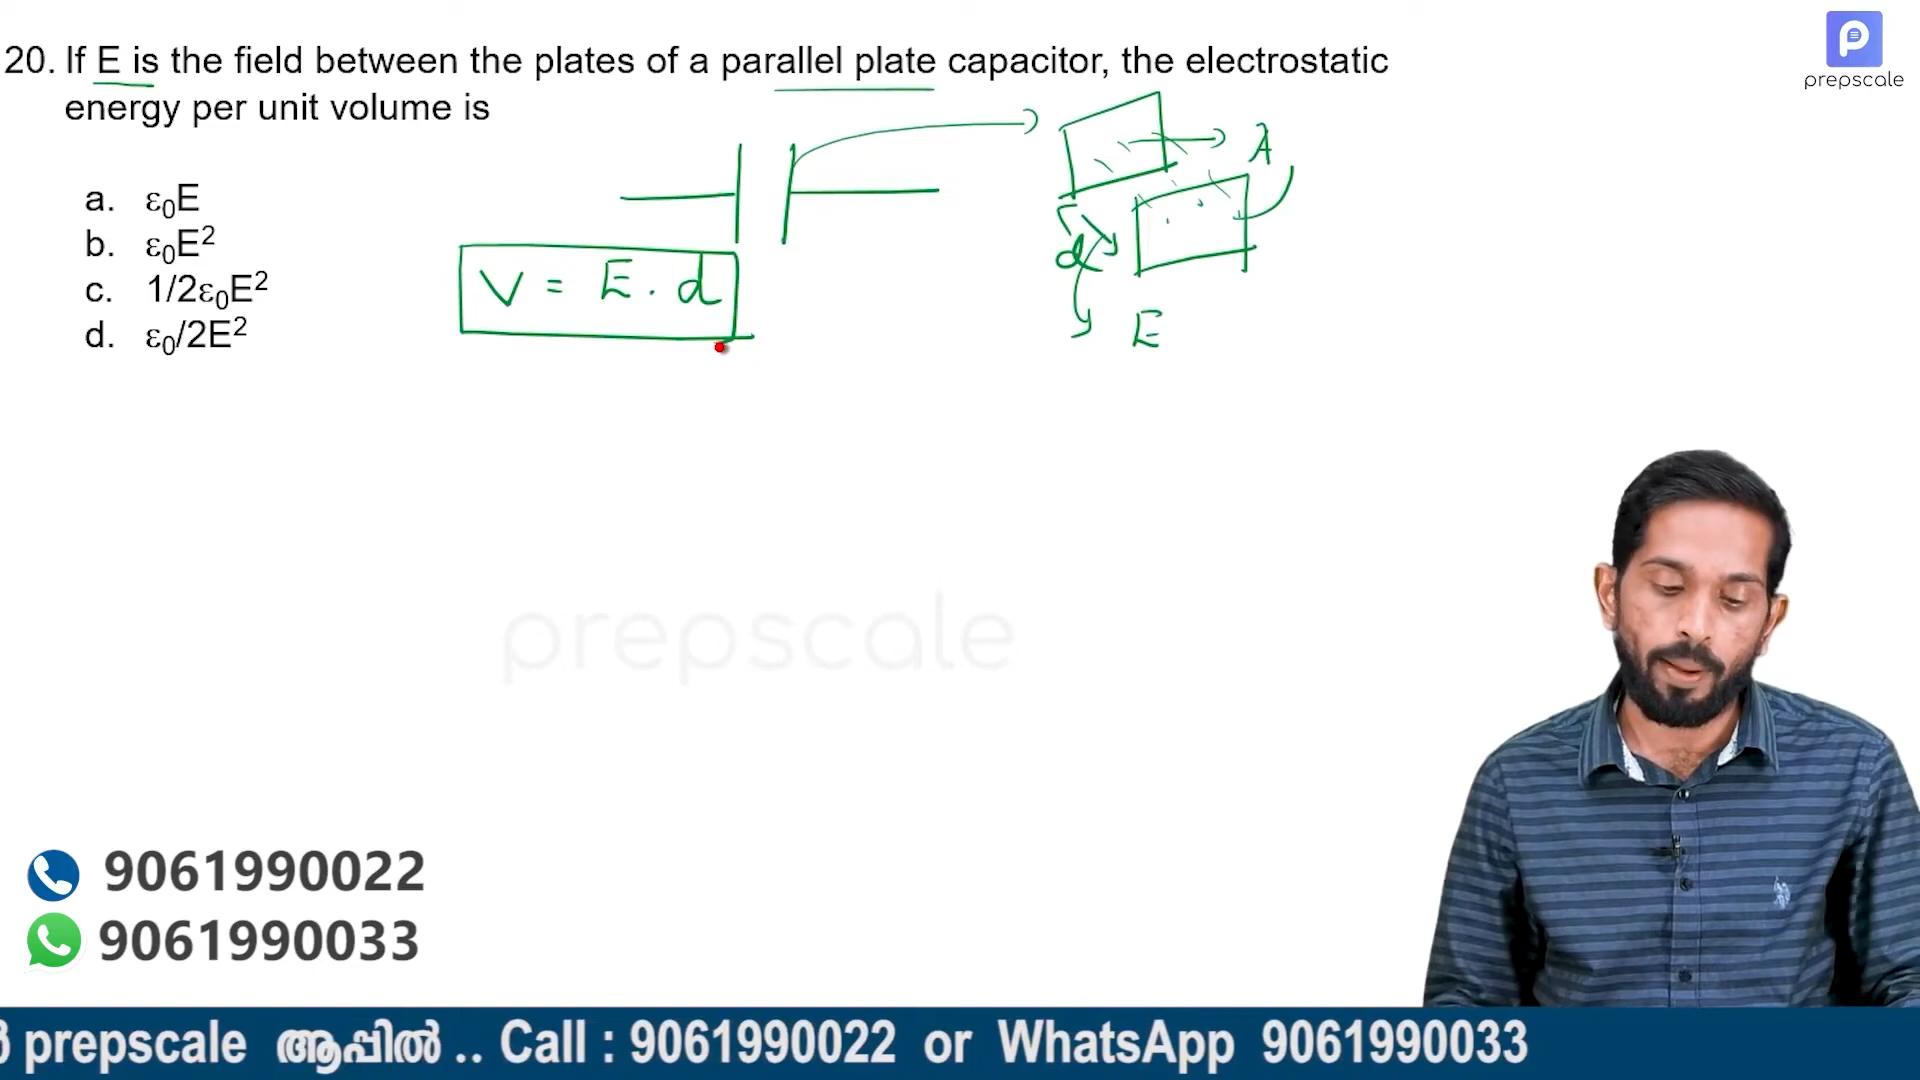 20. If E is the field between the plates of a parallel plate capacitor, the electrostatic
energy per unit volume is
a. ε₀E
b. ε₀E²
c. 1/2ε₀E²
d. ε₀/2E²
V = E . d
A
d
E
prepscale
prepscale
9061990022
9061990033
prepscale ആപ്പിൽ .. Call : 9061990022 or WhatsApp 9061990033